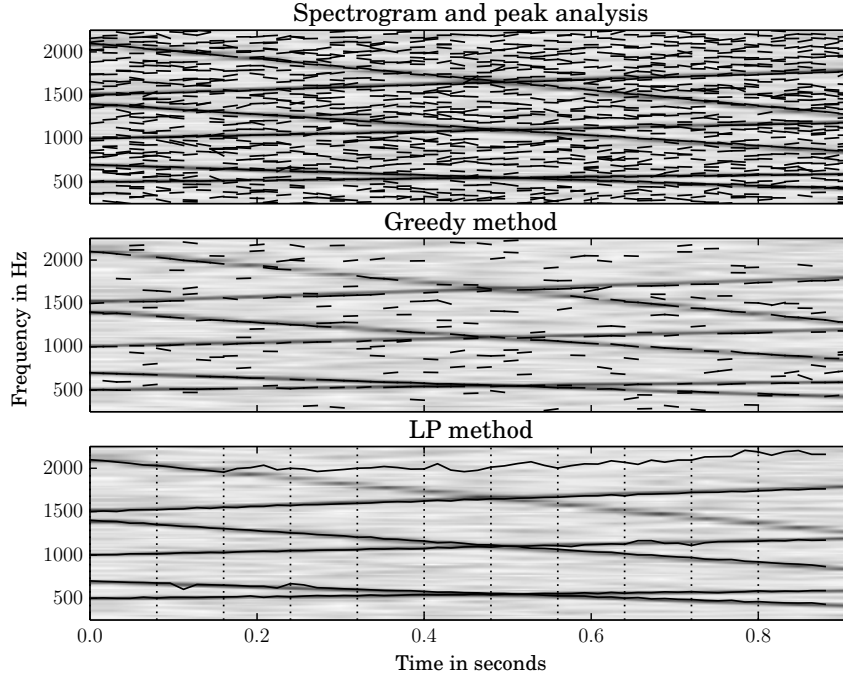 Spectrogram and peak analysis
2000
1500
1000
500
Greedy method
2000
1500
1000
500
Frequency in Hz
LP method
2000
1500
1000
500
0.0 0.2 0.4 0.6 0.8
Time in seconds